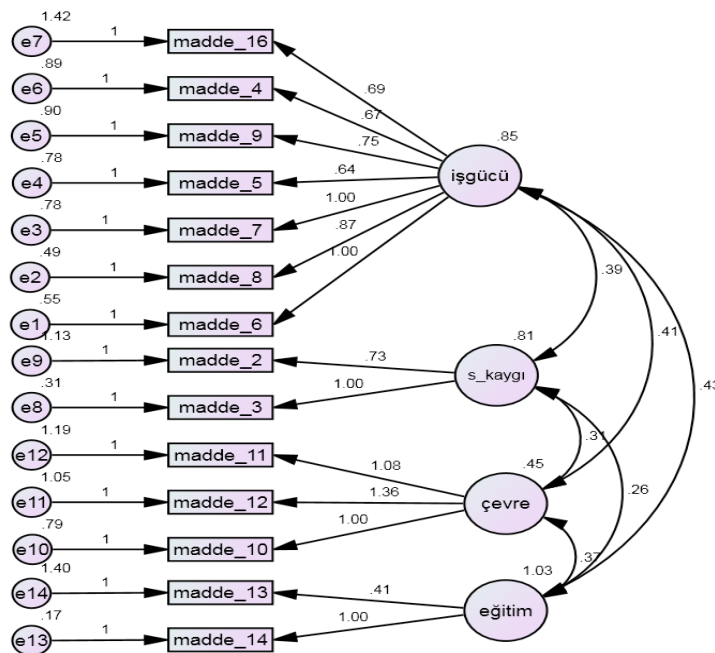 1.42
e7 1 madde_16
.69
.89
e6 1 madde_4
.67
.90
e5 1 madde_9
.75
.85
işgücü
.78
e4 1 madde_5
.64
.78
e3 1 madde_7
1.00
.49
e2 1 madde_8
.87
.55
e1 1 madde_6
1.00
.39
.41
.43
1.13
e9 1 madde_2
.73
.81
s_kaygı
.31
e8 1 madde_3
1.00
.31
.26
1.19
e12 1 madde_11
1.08
.45
çevre
1.05
e11 1 madde_12
1.36
.79
e10 1 madde_10
1.00
.37
1.40
e14 1 madde_13
.41
1.03
eğitim
.17
e13 1 madde_14
1.00